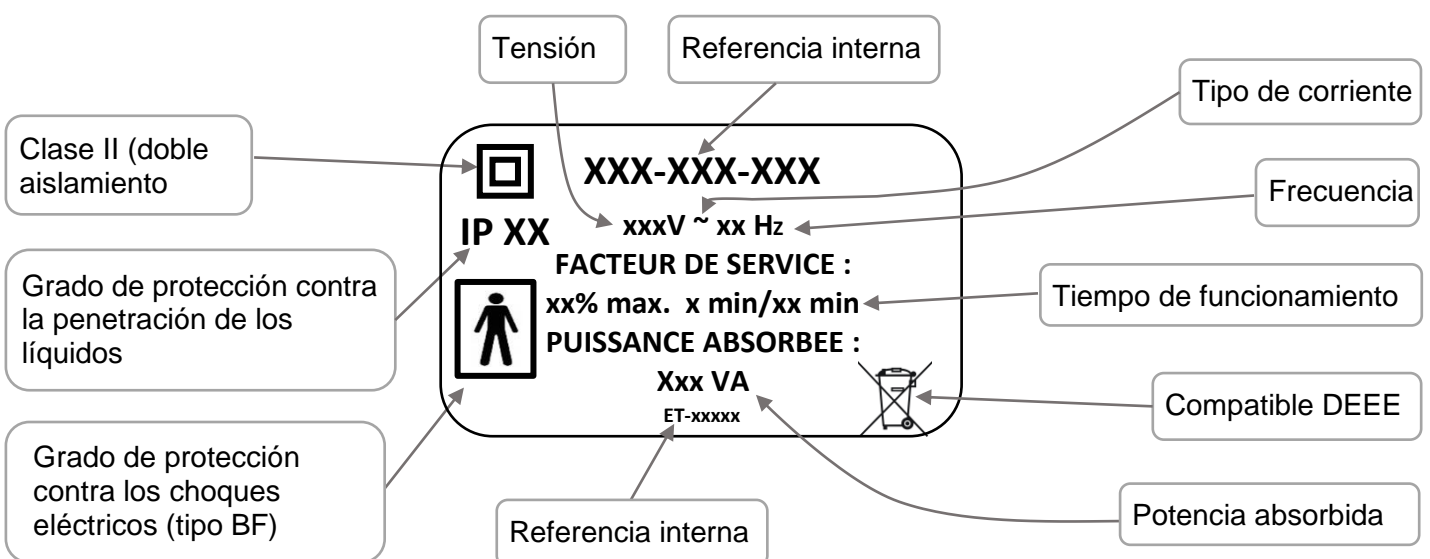 Tensión
Referencia interna
Tipo de corriente
Clase II (doble
aislamiento
XXX-XXX-XXX
Frecuencia
IP XX
xxxV ~ xx Hz
FACTEUR DE SERVICE :
Grado de protección contra
la penetración de los
líquidos
xx% max. x min/xx min
Tiempo de funcionamiento
PUISSANCE ABSORBEE :
Xxx VA
ET-xxxxx
Compatible DEEE
Grado de protección
contra los choques
eléctricos (tipo BF)
Referencia interna
Potencia absorbida